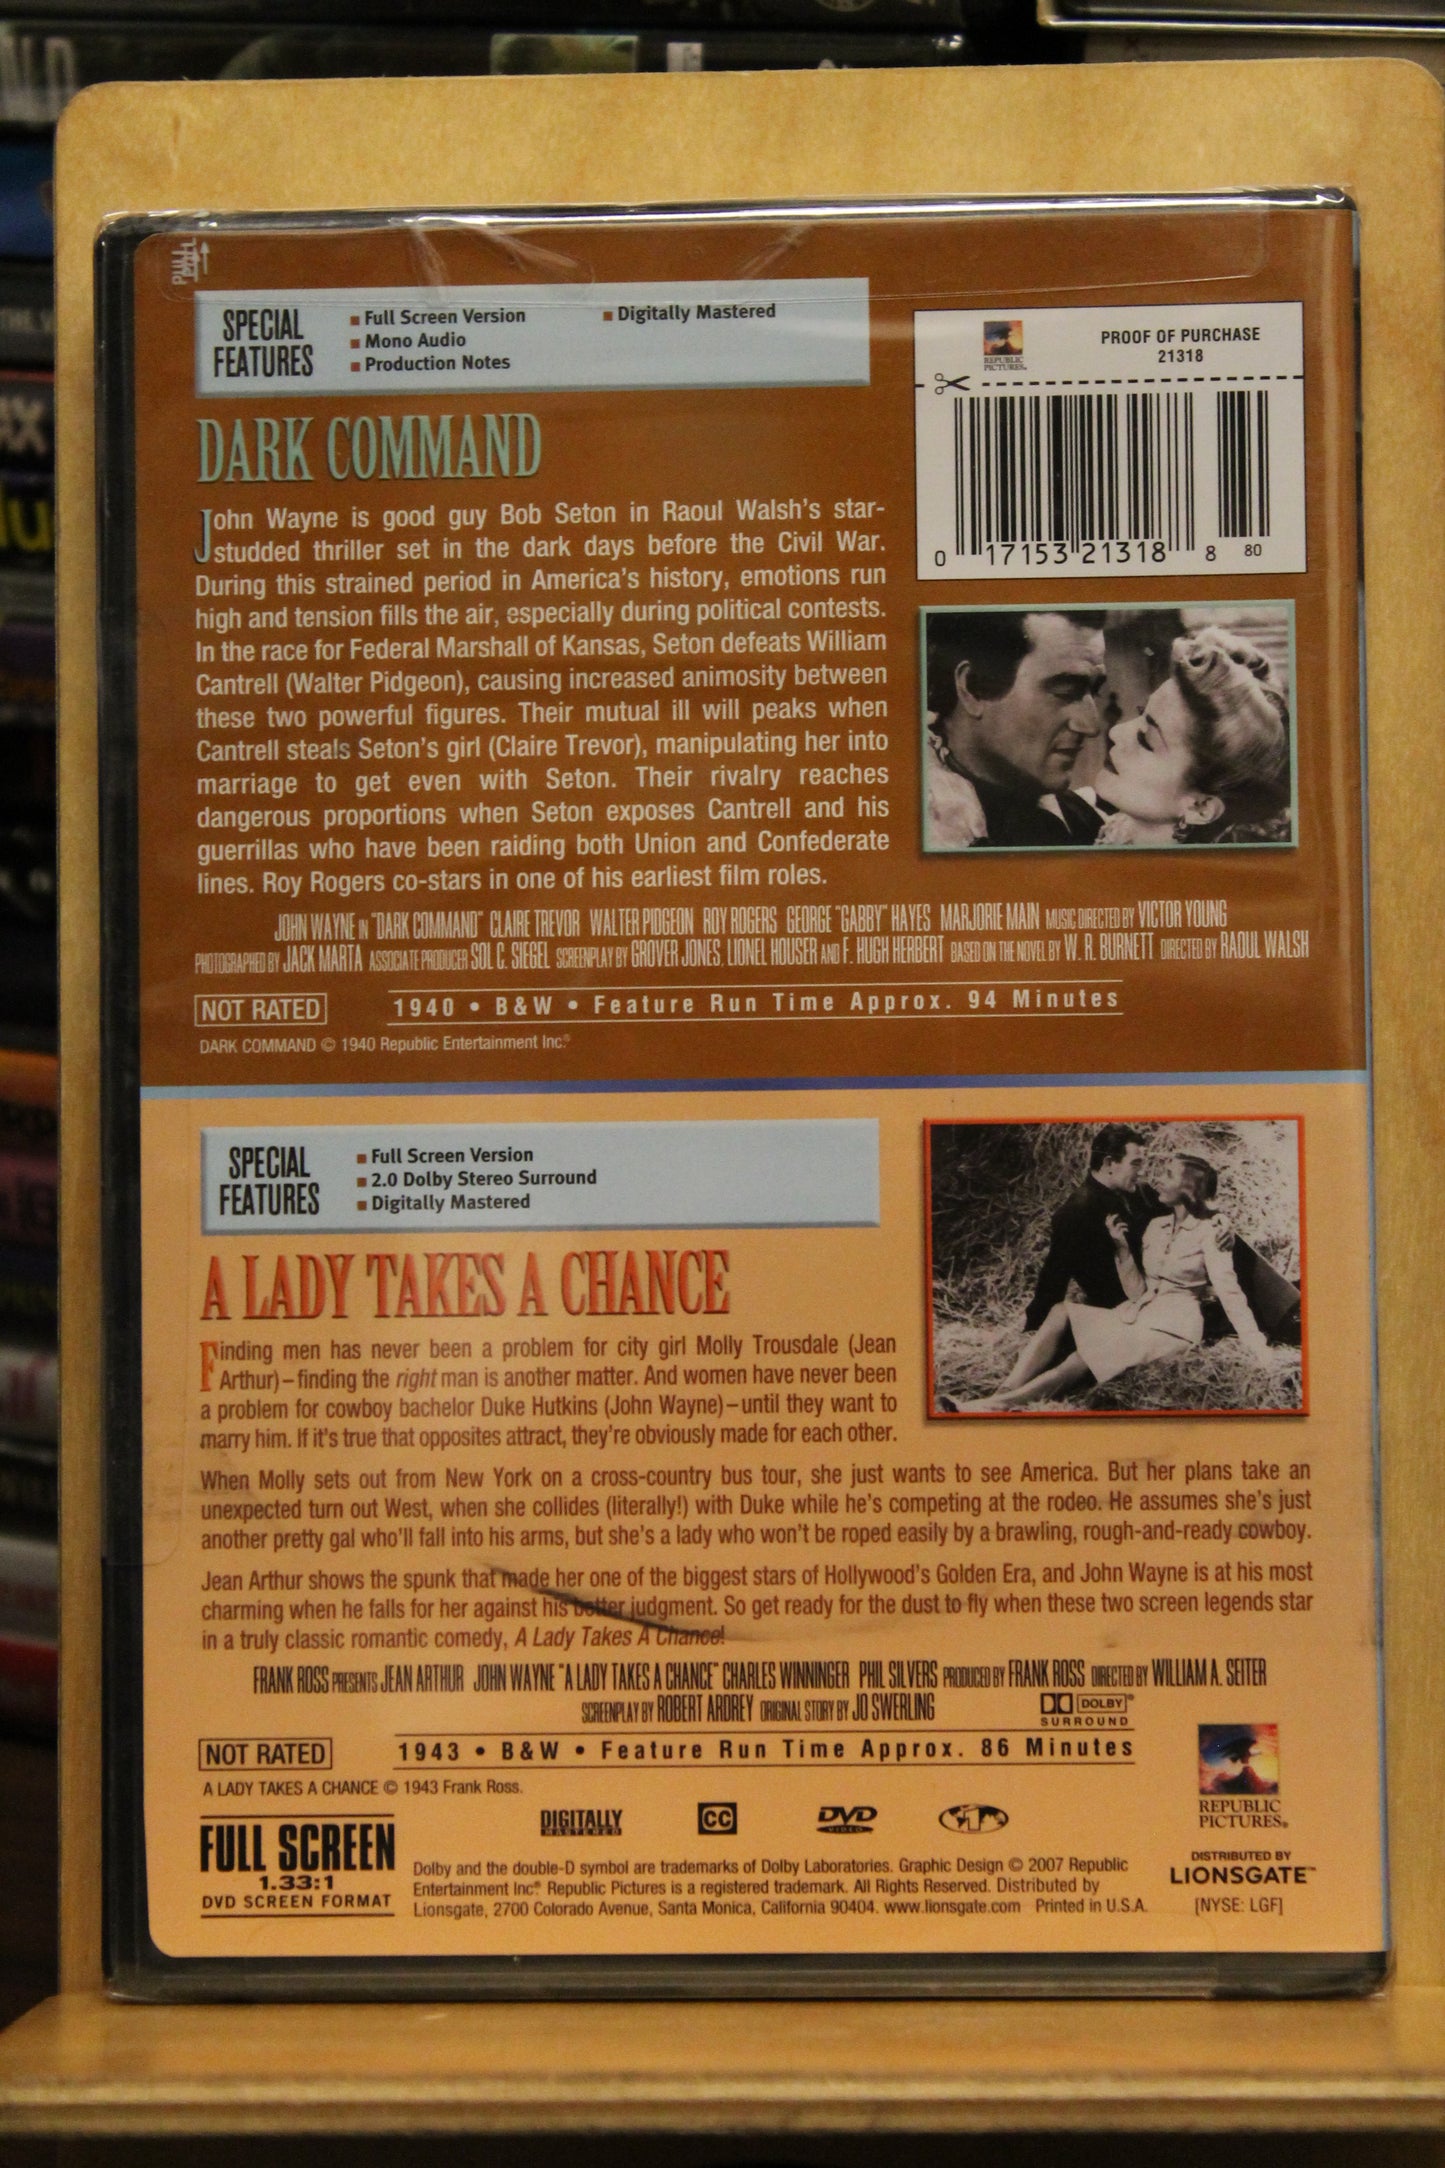 PULL
SPECIAL
FEATURES
■ Full Screen Version
■ Mono Audio
■ Production Notes
■ Digitally Mastered
REPUBLIC
PICTURES®
PROOF OF PURCHASE
21318
0 17153 21318 8 80
DARK COMMAND
John Wayne is good guy Bob Seton in Raoul Walsh's star-
studded thriller set in the dark days before the Civil War.
During this strained period in America's history, emotions run
high and tension fills the air, especially during political contests.
In the race for Federal Marshall of Kansas, Seton defeats William
Cantrell (Walter Pidgeon), causing increased animosity between
these two powerful figures. Their mutual ill will peaks when
Cantrell steals Seton's girl (Claire Trevor), manipulating her into
marriage to get even with Seton. Their rivalry reaches
dangerous proportions when Seton exposes Cantrell and his
guerrillas who have been raiding both Union and Confederate
lines. Roy Rogers co-stars in one of his earliest film roles.
JOHN WAYNE IN "DARK COMMAND" CLAIRE TREVOR WALTER PIDGEON ROY ROGERS GEORGE "GABBY" HAYES MARJORIE MAIN MUSIC DIRECTED BY VICTOR YOUNG
PHOTOGRAPHED BY JACK MARTA ASSOCIATE PRODUCER SOL C. SIEGEL SCREENPLAY BY GROVER JONES, LIONEL HOUSER AND F. HUGH HERBERT BASED ON THE NOVEL BY W. R. BURNETT DIRECTED BY RAOUL WALSH
NOT RATED
1940 • B&W • Feature Run Time Approx. 94 Minutes
DARK COMMAND © 1940 Republic Entertainment Inc.®
SPECIAL
FEATURES
■ Full Screen Version
■ 2.0 Dolby Stereo Surround
■ Digitally Mastered
A LADY TAKES A CHANCE
Finding men has never been a problem for city girl Molly Trousdale (Jean
Arthur)–finding the right man is another matter. And women have never been
a problem for cowboy bachelor Duke Hutkins (John Wayne)–until they want to
marry him. If it's true that opposites attract, they're obviously made for each other.
When Molly sets out from New York on a cross-country bus tour, she just wants to see America. But her plans take an
unexpected turn out West, when she collides (literally!) with Duke while he's competing at the rodeo. He assumes she's just
another pretty gal who'll fall into his arms, but she's a lady who won't be roped easily by a brawling, rough-and-ready cowboy.
Jean Arthur shows the spunk that made her one of the biggest stars of Hollywood's Golden Era, and John Wayne is at his most
charming when he falls for her against his better judgment. So get ready for the dust to fly when these two screen legends star
in a truly classic romantic comedy, A Lady Takes A Chance!
FRANK ROSS PRESENTS JEAN ARTHUR JOHN WAYNE "A LADY TAKES A CHANCE" CHARLES WINNINGER PHIL SILVERS PRODUCED BY FRANK ROSS DIRECTED BY WILLIAM A. SEITER
SCREENPLAY BY ROBERT ARDREY ORIGINAL STORY BY JO SWERLING
DOLBY®
SURROUND
NOT RATED
1943 • B&W • Feature Run Time Approx. 86 Minutes
A LADY TAKES A CHANCE © 1943 Frank Ross.
REPUBLIC
PICTURES®
DIGITALLY
MASTERED
CC
DVD
VIDEO
1
FULL SCREEN
1.33:1
DVD SCREEN FORMAT
Dolby and the double-D symbol are trademarks of Dolby Laboratories. Graphic Design © 2007 Republic
Entertainment Inc.® Republic Pictures is a registered trademark. All Rights Reserved. Distributed by
Lionsgate, 2700 Colorado Avenue, Santa Monica, California 90404. www.lionsgate.com Printed in U.S.A.
DISTRIBUTED BY
LIONSGATE™
[NYSE: LGF]